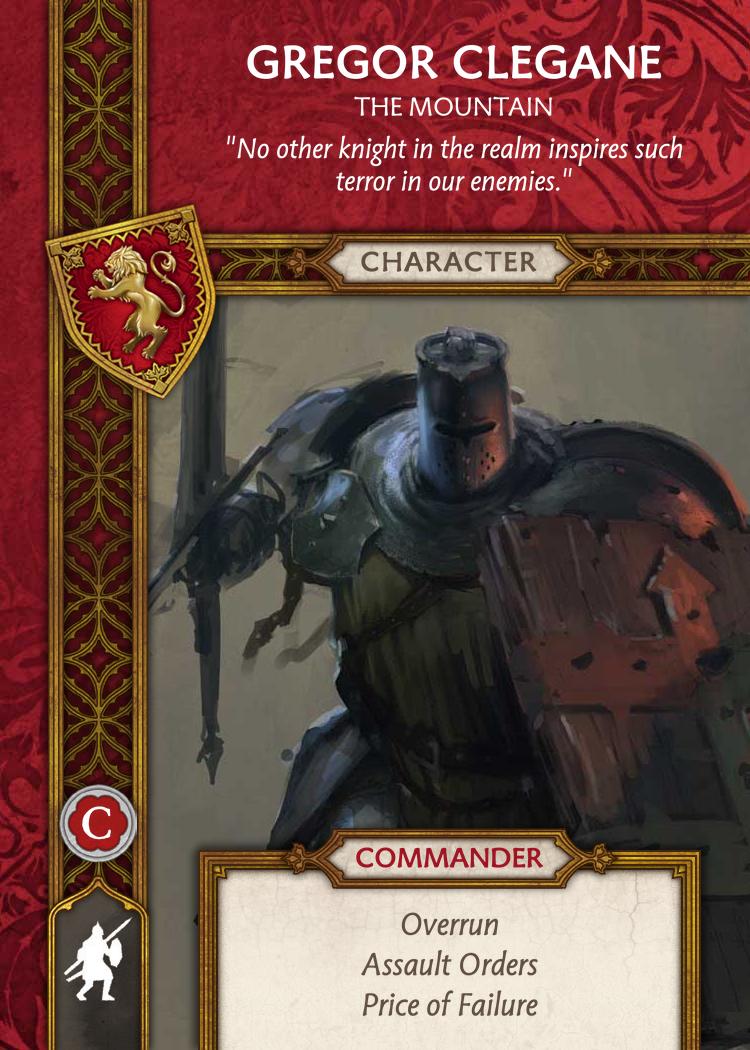 GREGOR CLEGANE
THE MOUNTAIN
"No other knight in the realm inspires such
terror in our enemies."
CHARACTER
C
COMMANDER
Overrun
Assault Orders
Price of Failure